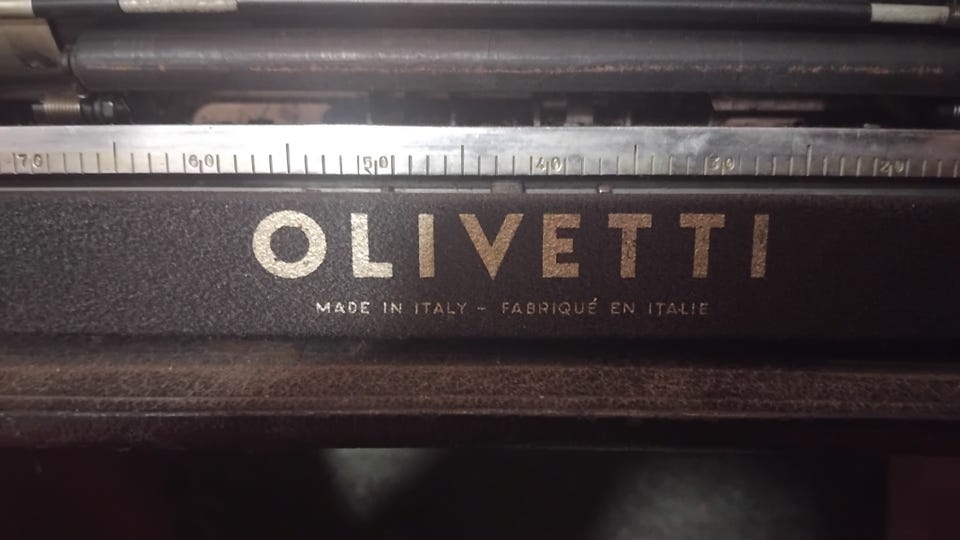 70 60 50 40 30 20
OLIVETTI
MADE IN ITALY - FABRIQUÉ EN ITALIE